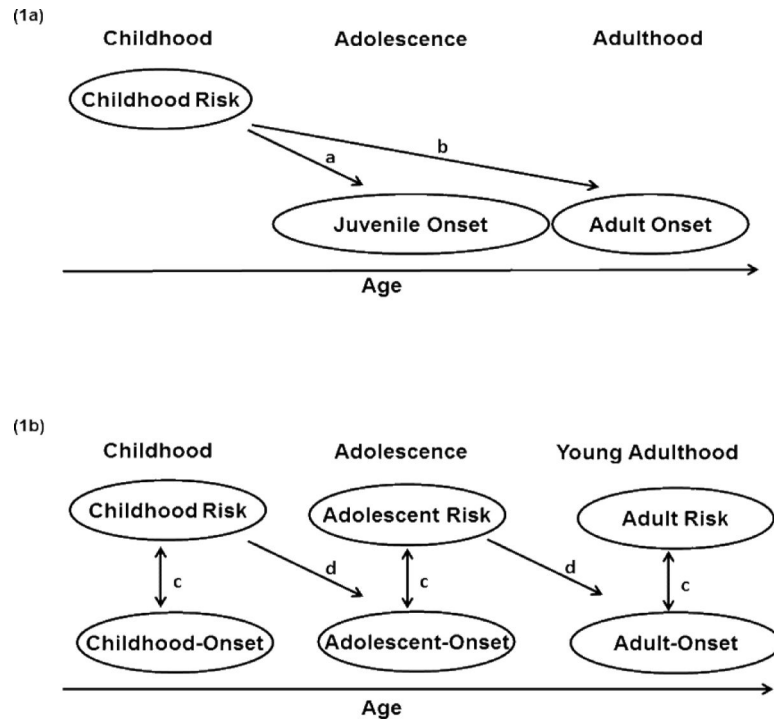 (1a)
Childhood Adolescence Adulthood
Childhood Risk
a
b
Juvenile Onset Adult Onset
Age
(1b)
Childhood Adolescence Young Adulthood
Childhood Risk Adolescent Risk Adult Risk
c d c d c
Childhood-Onset Adolescent-Onset Adult-Onset
Age